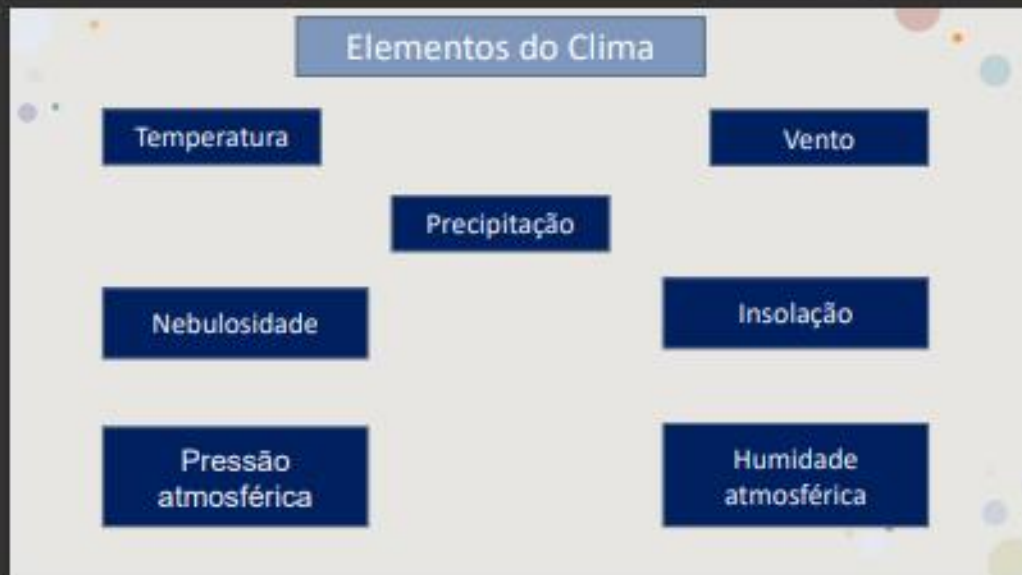 Elementos do Clima
Temperatura
Vento
Precipitação
Nebulosidade
Insolação
Pressão
atmosférica
Humidade
atmosférica